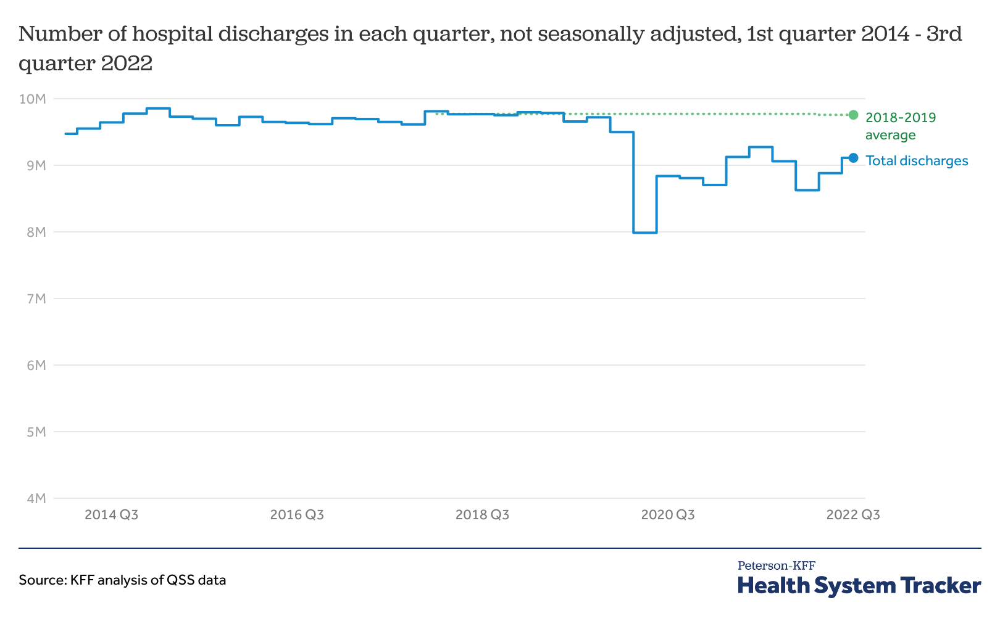 Number of hospital discharges in each quarter, not seasonally adjusted, 1st quarter 2014 - 3rd
quarter 2022
10M
9M
8M
7M
6M
5M
4M
2018-2019
average
Total discharges
2014 Q3
2016 Q3
2018 Q3
2020 Q3
2022 Q3
Source: KFF analysis of QSS data
Peterson-KFF
Health System Tracker